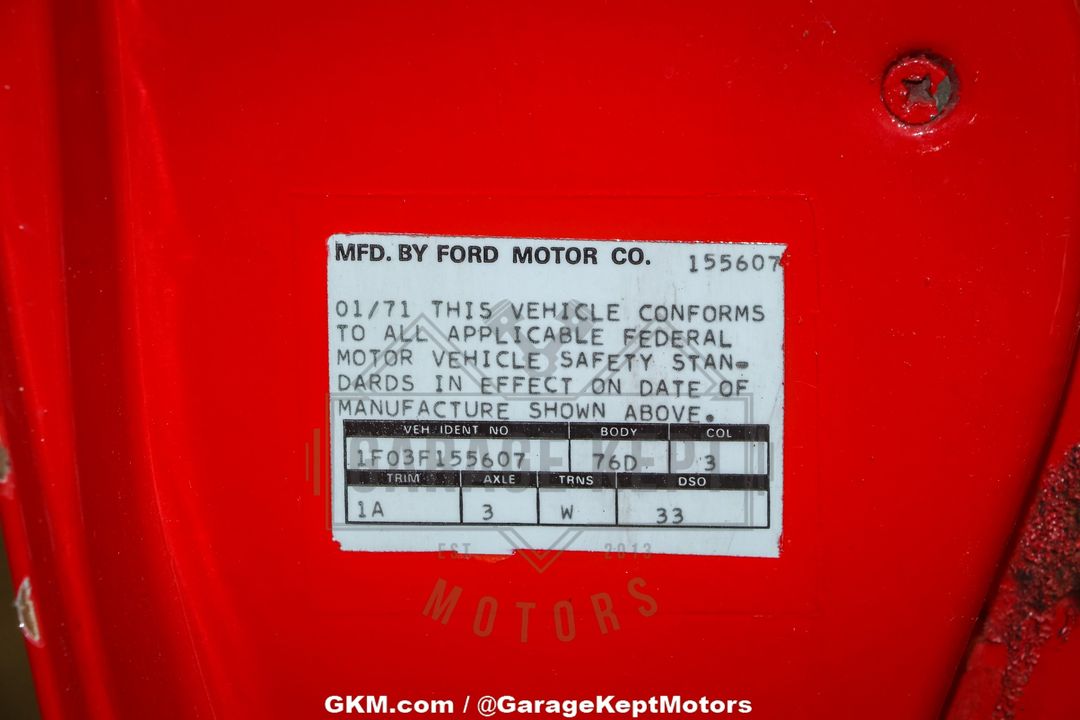 MFD. BY FORD MOTOR CO. 155607
01/71 THIS VEHICLE CONFORMS
TO ALL APPLICABLE FEDERAL
MOTOR VEHICLE SAFETY STAN-
DARDS IN EFFECT ON DATE OF
MANUFACTURE SHOWN ABOVE.
VEH. IDENT NO BODY COL
1F03F155607 76D 3
TRIM AXLE TRNS DSO
1A 3 W 33
GARAGE KEPT
EST. 2013
MOTORS
GKM.com / @GarageKeptMotors